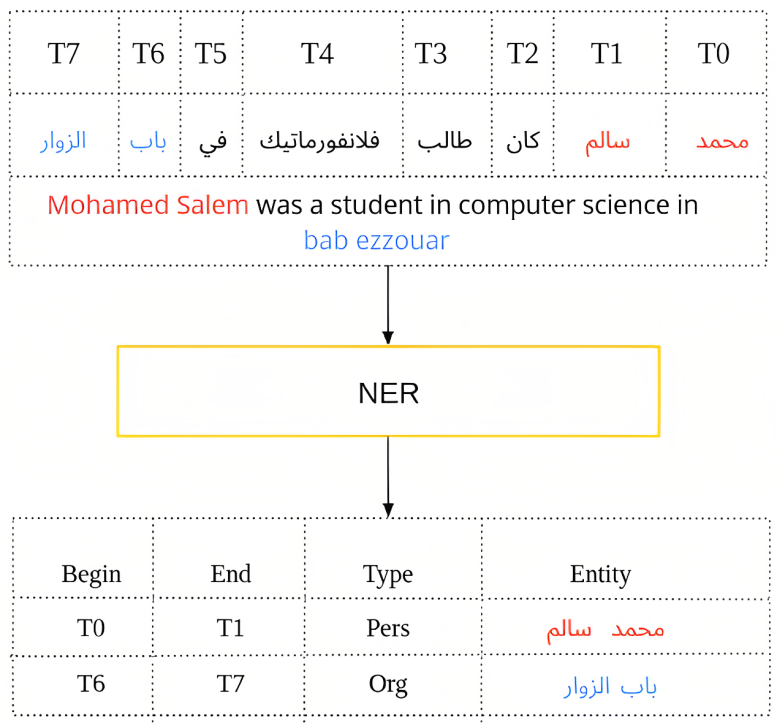 T7 T6 T5 T4 T3 T2 T1 T0
محمد سالم كان طالب فلانفورماتيك في باب الزوار
Mohamed Salem was a student in computer science in
bab ezzouar
NER
Begin End Type Entity
T0 T1 Pers محمد سالم
T6 T7 Org باب الزوار